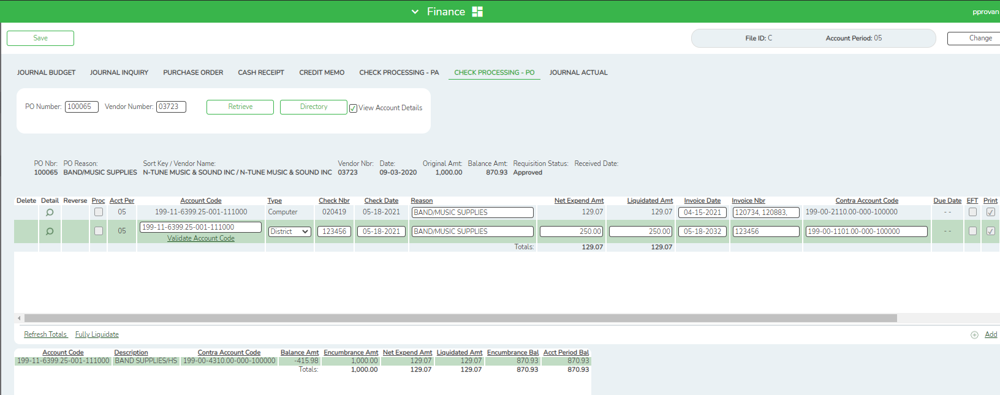 Finance
pprovan
Save
File ID: C Account Period: 05
Change
JOURNAL BUDGET JOURNAL INQUIRY PURCHASE ORDER CASH RECEIPT CREDIT MEMO CHECK PROCESSING - PA CHECK PROCESSING - PO JOURNAL ACTUAL
PO Number: 100065 Vendor Number: 03723 Retrieve Directory View Account Details
PO Nbr: PO Reason: Sort Key / Vendor Name: Vendor Nbr: Date: Original Amt: Balance Amt: Requisition Status: Received Date:
100065 BAND/MUSIC SUPPLIES N-TUNE MUSIC & SOUND INC / N-TUNE MUSIC & SOUND INC 03723 09-03-2020 1,000.00 870.93 Approved
Delete Detail Reverse Proc Acct Per Account Code Type Check Nbr Check Date Reason Net Expend Amt Liquidated Amt Invoice Date Invoice Nbr Contra Account Code Due Date EFT Print
05 199-11-6399.25-001-111000 Computer 020419 05-18-2021 BAND/MUSIC SUPPLIES 129.07 129.07 04-15-2021 120734, 120883, 199-00-2110.00-000-100000 - -
05 199-11-6399.25-001-111000 District 123456 05-18-2021 BAND/MUSIC SUPPLIES 250.00 250.00 05-18-2032 123456 199-00-1101.00-000-100000 - -
Validate Account Code
Totals: 129.07 129.07
Refresh Totals Fully Liquidate Add
Account Code Description Contra Account Code Balance Amt Encumbrance Amt Net Expend Amt Liquidated Amt Encumbrance Bal Acct Period Bal
199-11-6399.25-001-111000 BAND SUPPLIES/HS 199-00-4310.00-000-100000 -415.98 1,000.00 129.07 129.07 870.93 870.93
Totals: 1,000.00 129.07 129.07 870.93 870.93